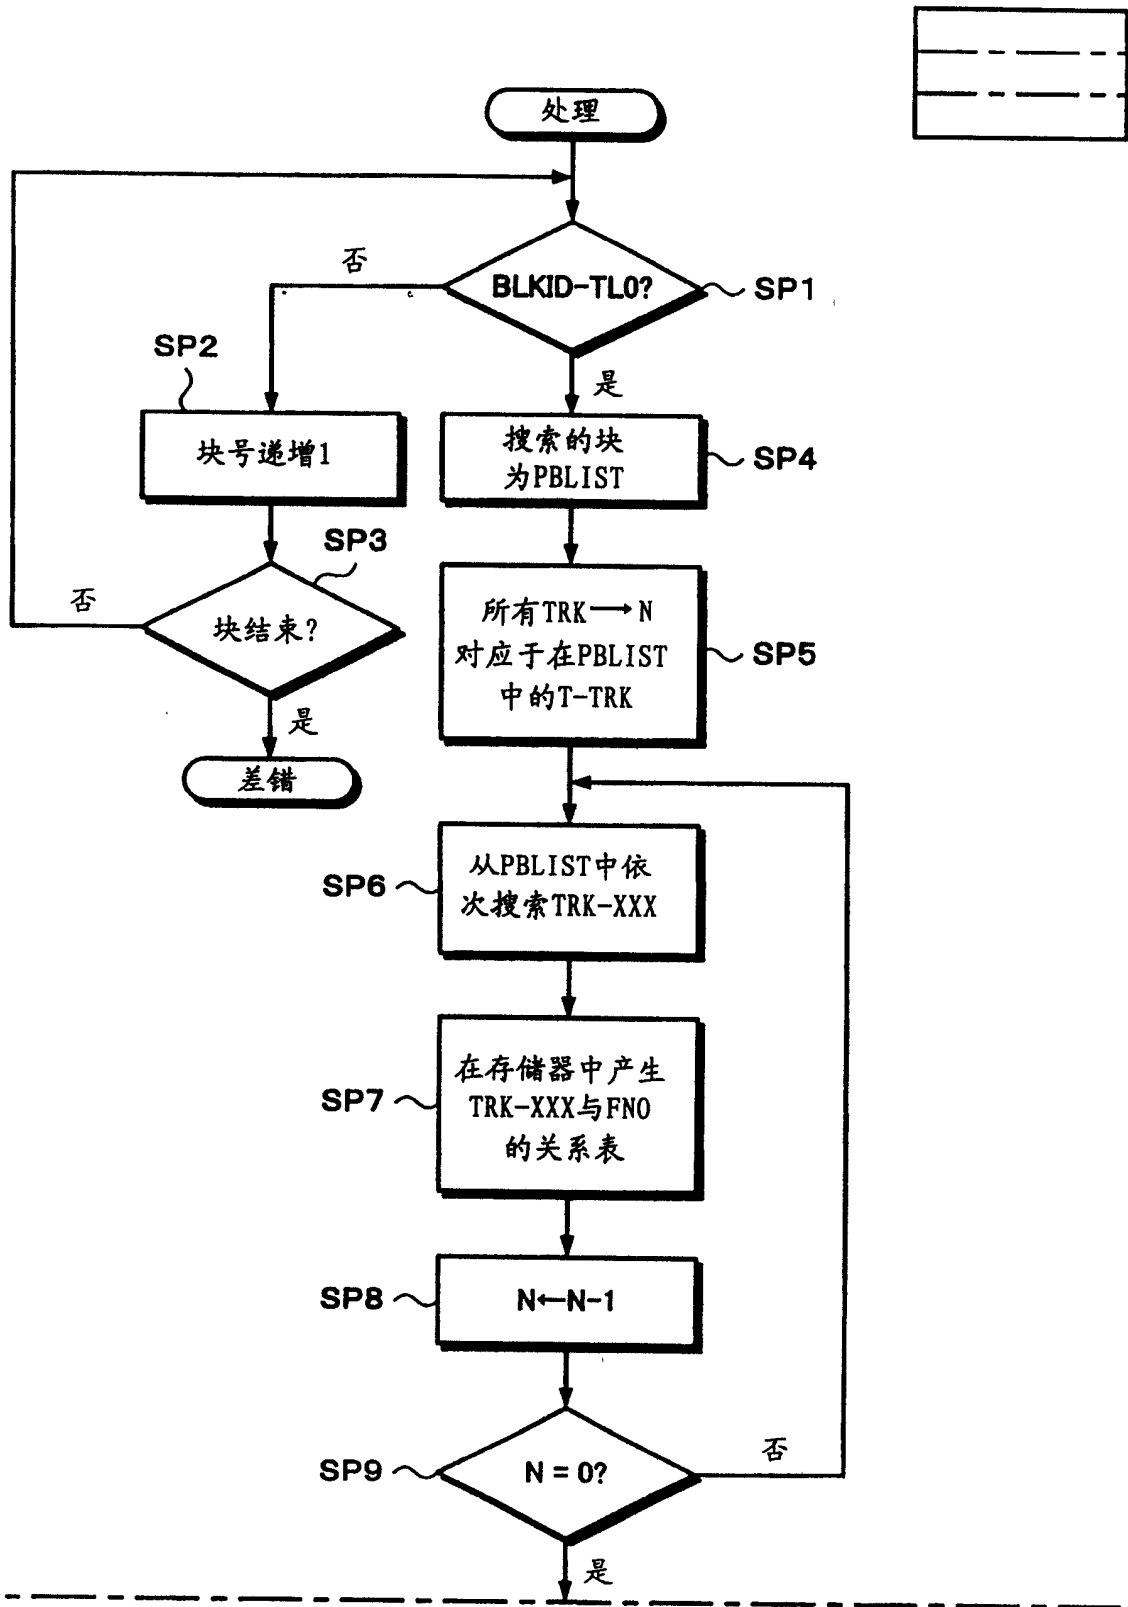 处理
否
BLKID-TL0?
SP1
SP2
是
块号递增1
搜索的块
为PBLIST
SP4
SP3
否
块结束?
所有TRK→N
对应于在PBLIST
中的T-TRK
SP5
是
差错
SP6
从PBLIST中依
次搜索TRK-XXX
SP7
在存储器中产生
TRK-XXX与FNO
的关系表
SP8
N←N-1
SP9
N = 0?
否
是